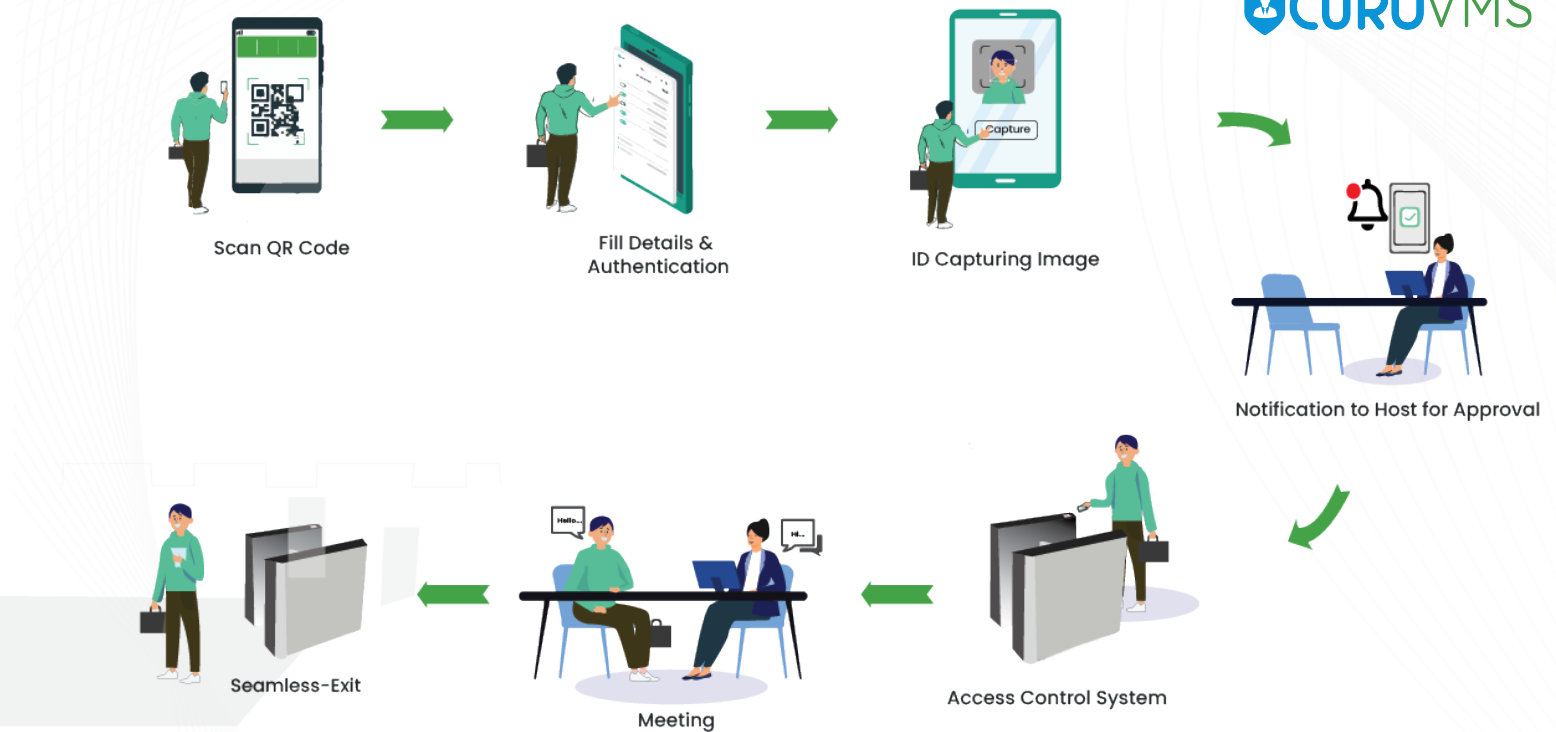 CURUVMS
Scan QR Code
Fill Details &
Authentication
Capture
ID Capturing Image
Notification to Host for Approval
Hello...
Hi...
Seamless-Exit
Meeting
Access Control System